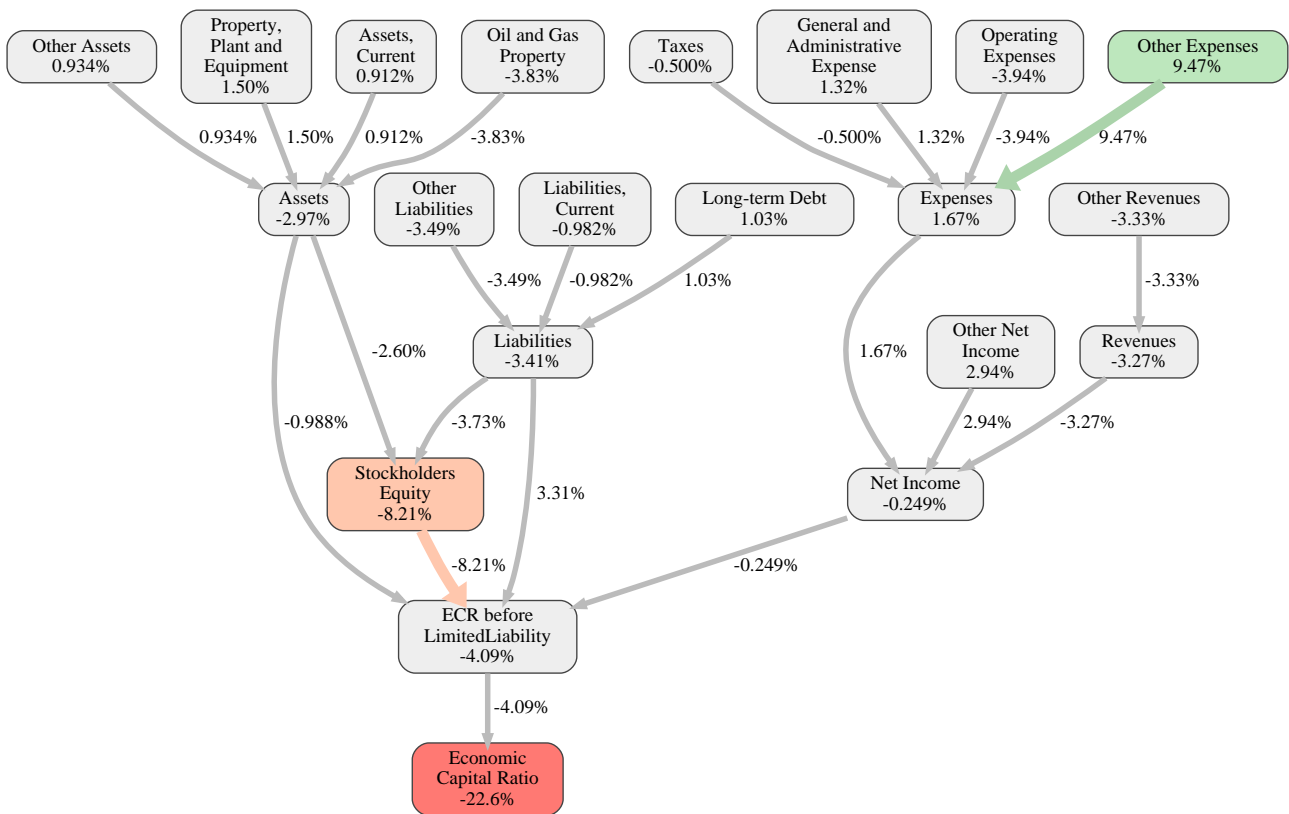 Other Assets
0.934%
Property,
Plant and
Equipment
1.50%
Assets,
Current
0.912%
Oil and Gas
Property
-3.83%
Taxes
-0.500%
General and
Administrative
Expense
1.32%
Operating
Expenses
-3.94%
Other Expenses
9.47%
0.934%
1.50%
0.912%
-3.83%
-0.500%
1.32%
-3.94%
9.47%
Assets
-2.97%
Other
Liabilities
-3.49%
Liabilities,
Current
-0.982%
Long-term Debt
1.03%
Expenses
1.67%
Other Revenues
-3.33%
-3.49%
-0.982%
1.03%
-3.33%
-2.60%
Liabilities
-3.41%
1.67%
Other Net
Income
2.94%
Revenues
-3.27%
-0.988%
-3.73%
2.94%
-3.27%
Stockholders
Equity
-8.21%
3.31%
Net Income
-0.249%
-8.21%
-0.249%
ECR before
LimitedLiability
-4.09%
-4.09%
Economic
Capital Ratio
-22.6%